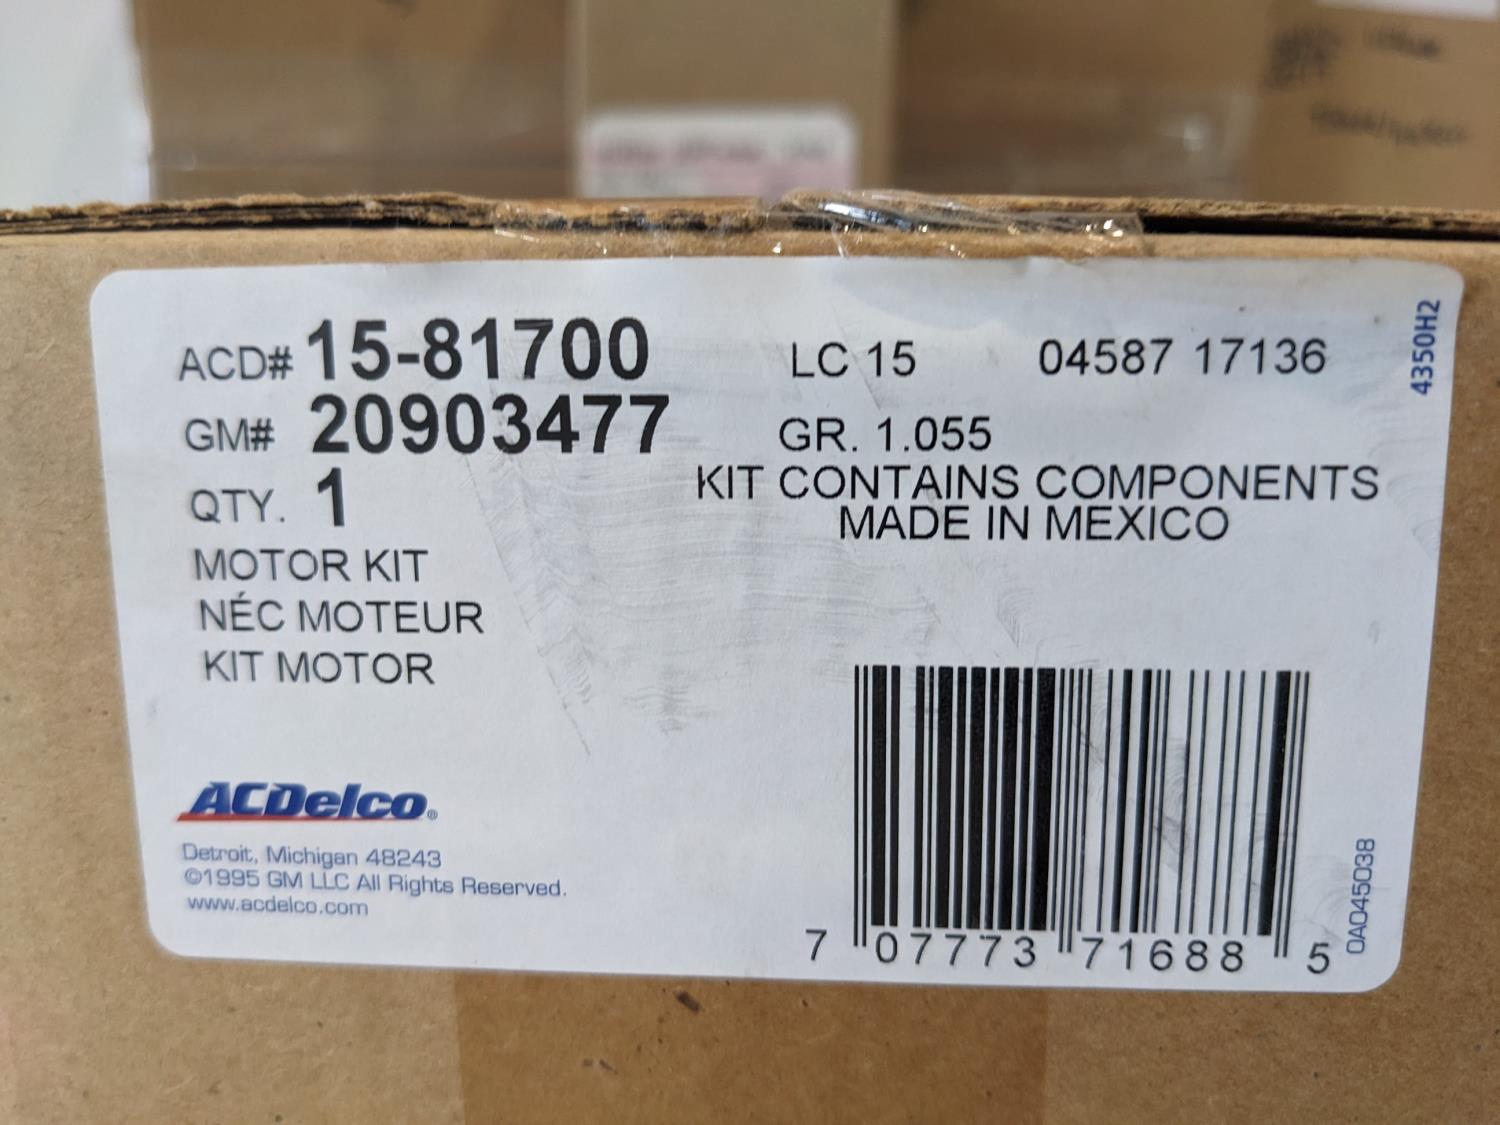 ACD# 15-81700
GM# 20903477
QTY. 1
MOTOR KIT
NÉC MOTEUR
KIT MOTOR
LC 15 04587 17136
GR. 1.055
KIT CONTAINS COMPONENTS
MADE IN MEXICO
4350H2
ACDelco®
Detroit, Michigan 48243
©1995 GM LLC All Rights Reserved.
www.acdelco.com
7 07773 71688 5
0AD45038